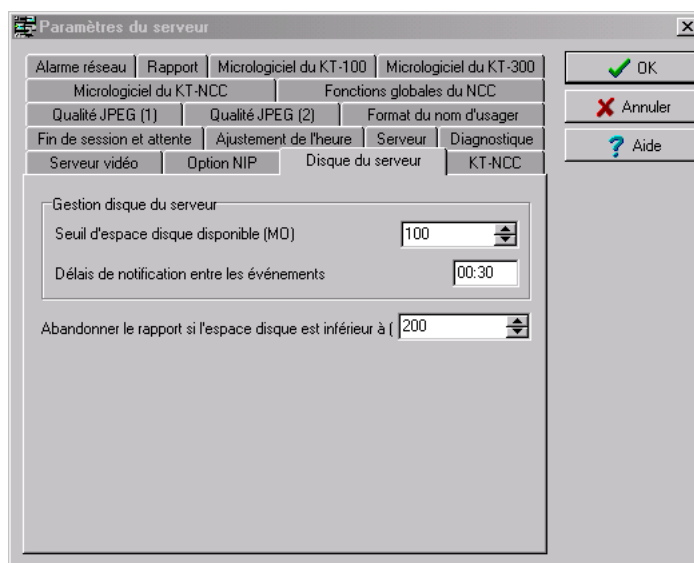 Paramètres du serveur
Alarme réseau Rapport Micrologiciel du KT-100 Micrologiciel du KT-300
Micrologiciel du KT-NCC Fonctions globales du NCC
Qualité JPEG (1) Qualité JPEG (2) Format du nom d'usager
Fin de session et attente Ajustement de l'heure Serveur Diagnostique
Serveur vidéo Option NIP Disque du serveur KT-NCC
OK
Annuler
Aide
Gestion disque du serveur
Seuil d'espace disque disponible (MO) 100
Délais de notification entre les événements 00:30
Abandonner le rapport si l'espace disque est inférieur à ( 200